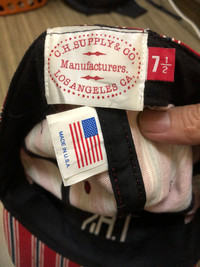 C.H. SUPPLY & CO
Manufacturers.
LOS ANGELES CA
7 1/2
MADE IN U.S.A.